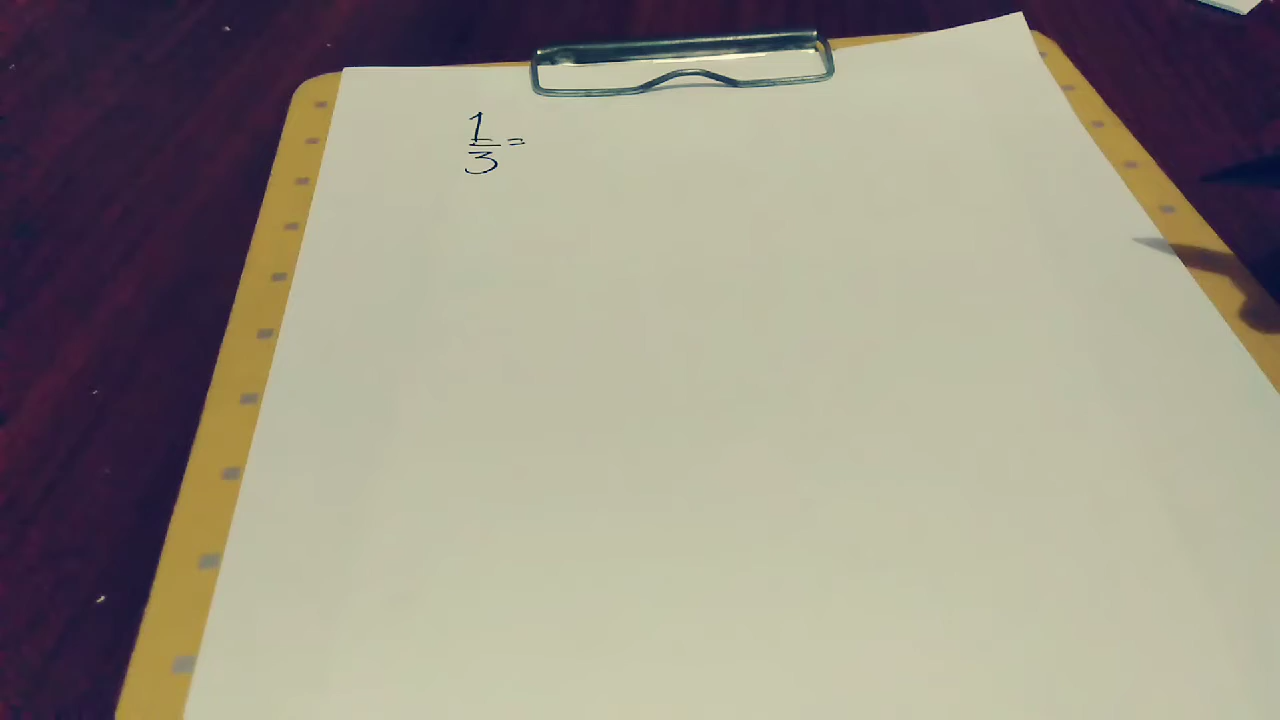 1/3 =